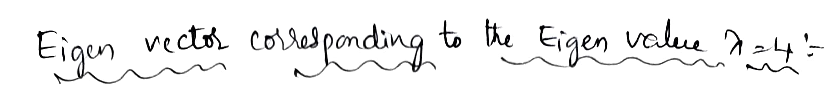 Eigen vector corresponding to the Eigen value λ=4:-